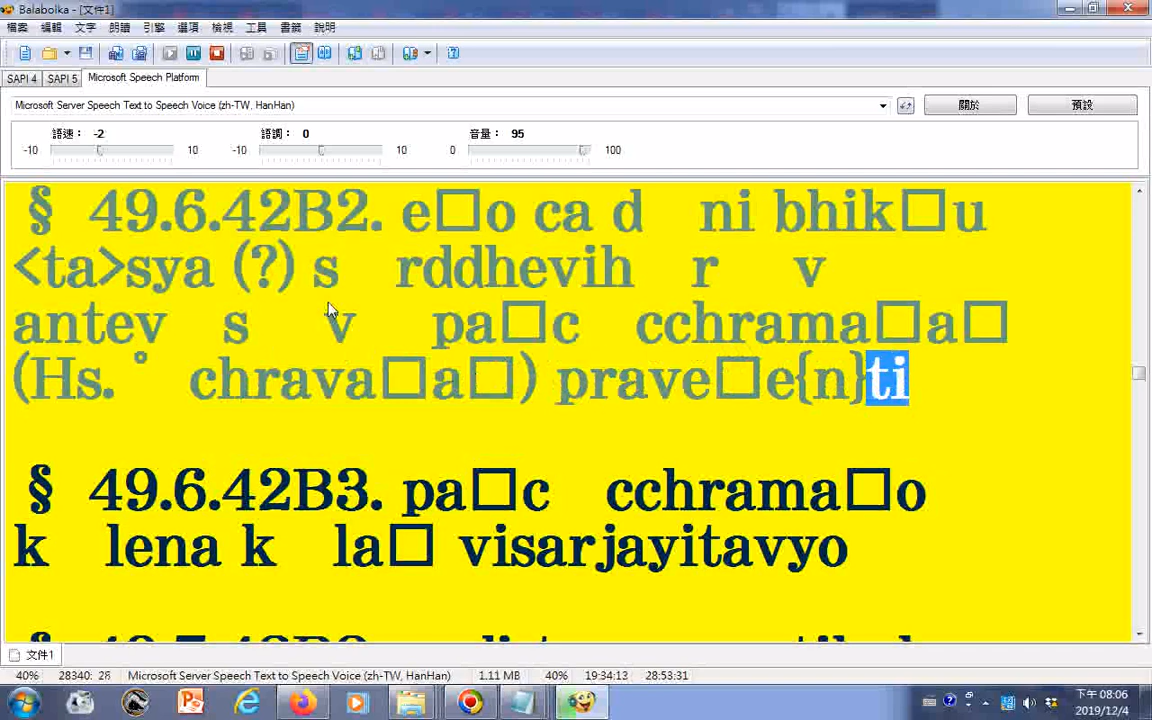 Balabolka - [文件1]
檔案 編輯 文字 朗讀 引擎 選項 檢視 工具 書籤 說明
SAPI 4 SAPI 5 Microsoft Speech Platform
Microsoft Server Speech Text to Speech Voice (zh-TW, HanHan) 關於 預設
語速： -2 語調： 0 音量： 95
-10 10 -10 10 0 100
§ 49.6.42B2. e□o ca d ni bhik□u
<ta>sya (?) s rddhevih r v
antev s v pa□c cchrama□a□
(Hs. ° chrava□a□) prave□e{n}ti
§ 49.6.42B3. pa□c cchrama□o
k lena k la□ visarjayitavyo
文件1
40% 28340: 28 Microsoft Server Speech Text to Speech Voice (zh-TW, HanHan) 1.11 MB 40% 19:34:13 28:53:31
下午 08:06
2019/12/4